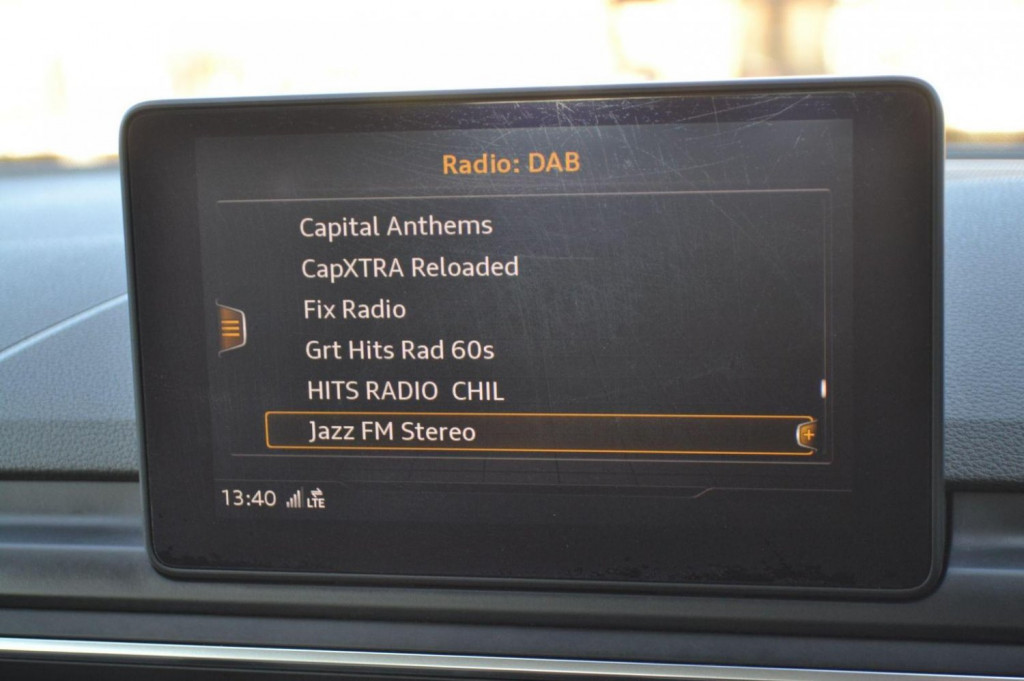 Radio: DAB
Capital Anthems
CapXTRA Reloaded
Fix Radio
Grt Hits Rad 60s
HITS RADIO  CHIL
Jazz FM Stereo
13:40 LTE